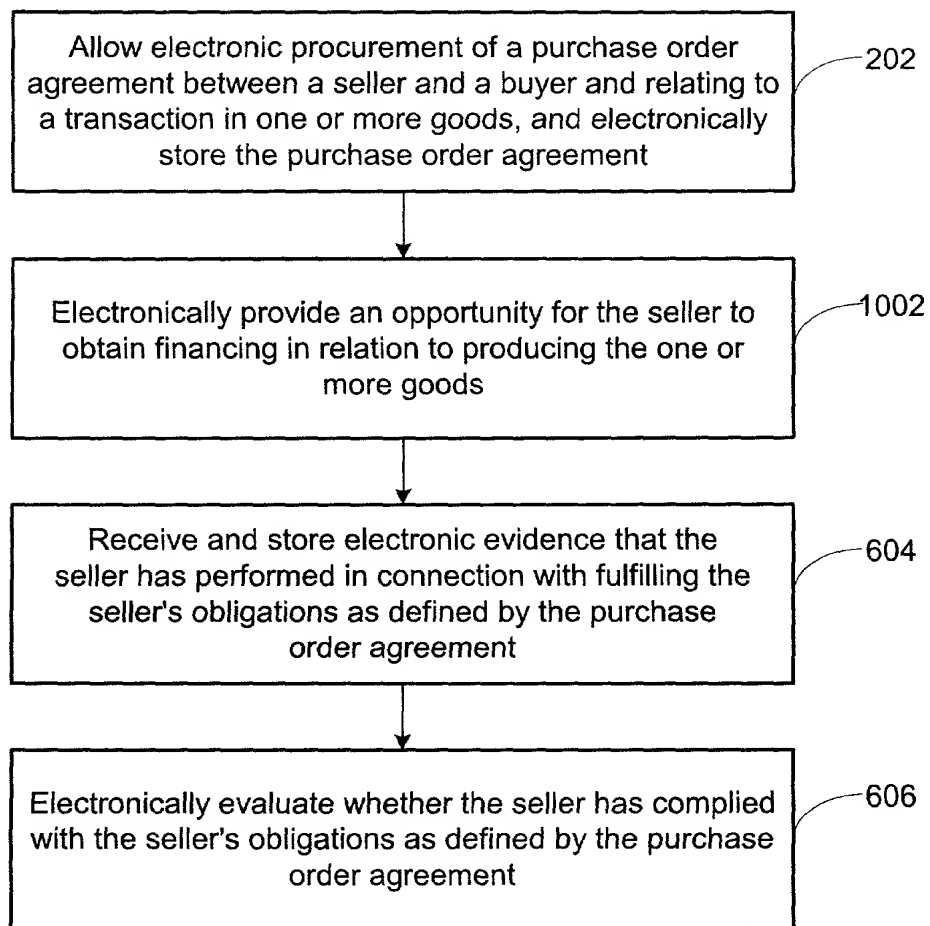 Allow electronic procurement of a purchase order
agreement between a seller and a buyer and relating to
a transaction in one or more goods, and electronically
store the purchase order agreement
202
Electronically provide an opportunity for the seller to
obtain financing in relation to producing the one or
more goods
1002
Receive and store electronic evidence that the
seller has performed in connection with fulfilling the
seller's obligations as defined by the purchase
order agreement
604
Electronically evaluate whether the seller has complied
with the seller's obligations as defined by the purchase
order agreement
606